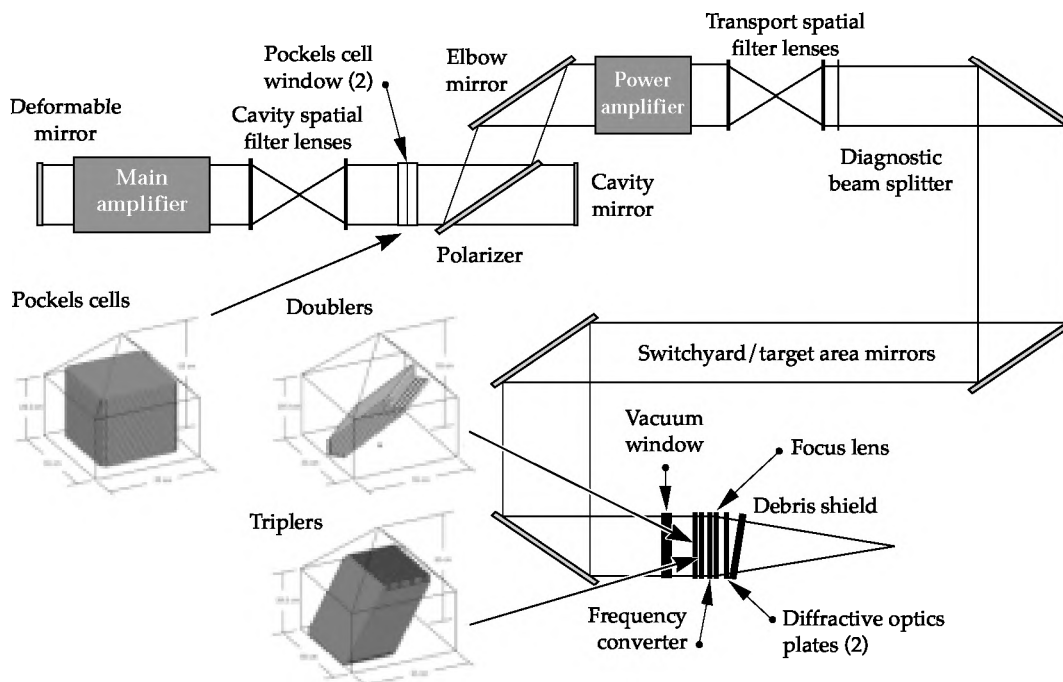 Transport spatial
filter lenses
Pockels cell
window (2)
Elbow
mirror
Power
amplifier
Deformable
mirror
Cavity spatial
filter lenses
Diagnostic
beam splitter
Main
amplifier
Cavity
mirror
Polarizer
Pockels cells
Doublers
Switchyard/target area mirrors
Vacuum
window
Focus lens
Debris shield
Triplers
Frequency
converter
Diffractive optics
plates (2)